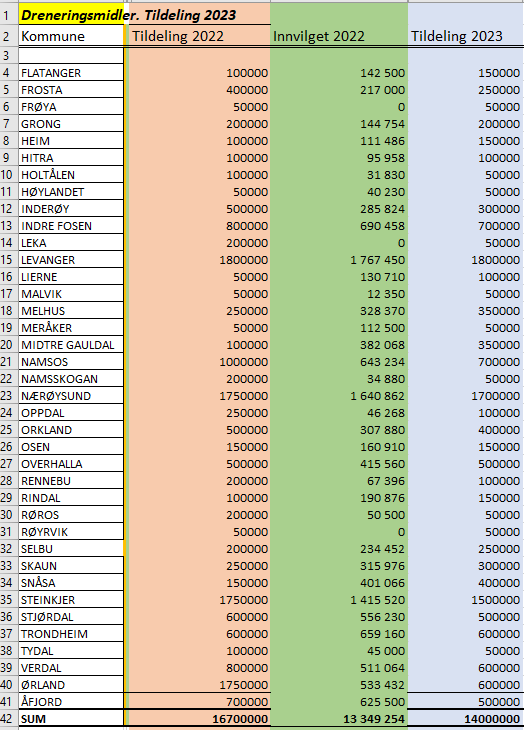 1 Dreneringsmidler. Tildeling 2023
2 Kommune Tildeling 2022 Innvilget 2022 Tildeling 2023
3
4 FLATANGER 100000 142 500 150000
5 FROSTA 400000 217 000 250000
6 FRØYA 50000 0 50000
7 GRONG 200000 144 754 200000
8 HEIM 100000 111 486 150000
9 HITRA 100000 95 958 100000
10 HOLTÅLEN 100000 31 830 50000
11 HØYLANDET 50000 40 230 50000
12 INDERØY 500000 285 824 300000
13 INDRE FOSEN 800000 690 458 700000
14 LEKA 200000 0 50000
15 LEVANGER 1800000 1 767 450 1800000
16 LIERNE 50000 130 710 100000
17 MALVIK 50000 12 350 50000
18 MELHUS 250000 328 370 350000
19 MERÅKER 50000 112 500 50000
20 MIDTRE GAULDAL 100000 382 068 350000
21 NAMSOS 1000000 643 234 700000
22 NAMSSKOGAN 200000 34 880 50000
23 NÆRØYSUND 1750000 1 640 862 1700000
24 OPPDAL 250000 46 268 100000
25 ORKLAND 500000 307 880 400000
26 OSEN 150000 160 910 150000
27 OVERHALLA 500000 415 560 500000
28 RENNEBU 200000 67 396 100000
29 RINDAL 100000 190 876 150000
30 RØROS 200000 50 500 50000
31 RØYRVIK 50000 0 50000
32 SELBU 200000 234 452 250000
33 SKAUN 250000 315 976 300000
34 SNÅSA 150000 401 066 400000
35 STEINKJER 1750000 1 415 520 1500000
36 STJØRDAL 600000 556 230 500000
37 TRONDHEIM 600000 659 160 600000
38 TYDAL 100000 45 000 50000
39 VERDAL 800000 511 064 600000
40 ØRLAND 1750000 533 432 600000
41 ÅFJORD 700000 625 500 500000
42 SUM 16700000 13 349 254 14000000